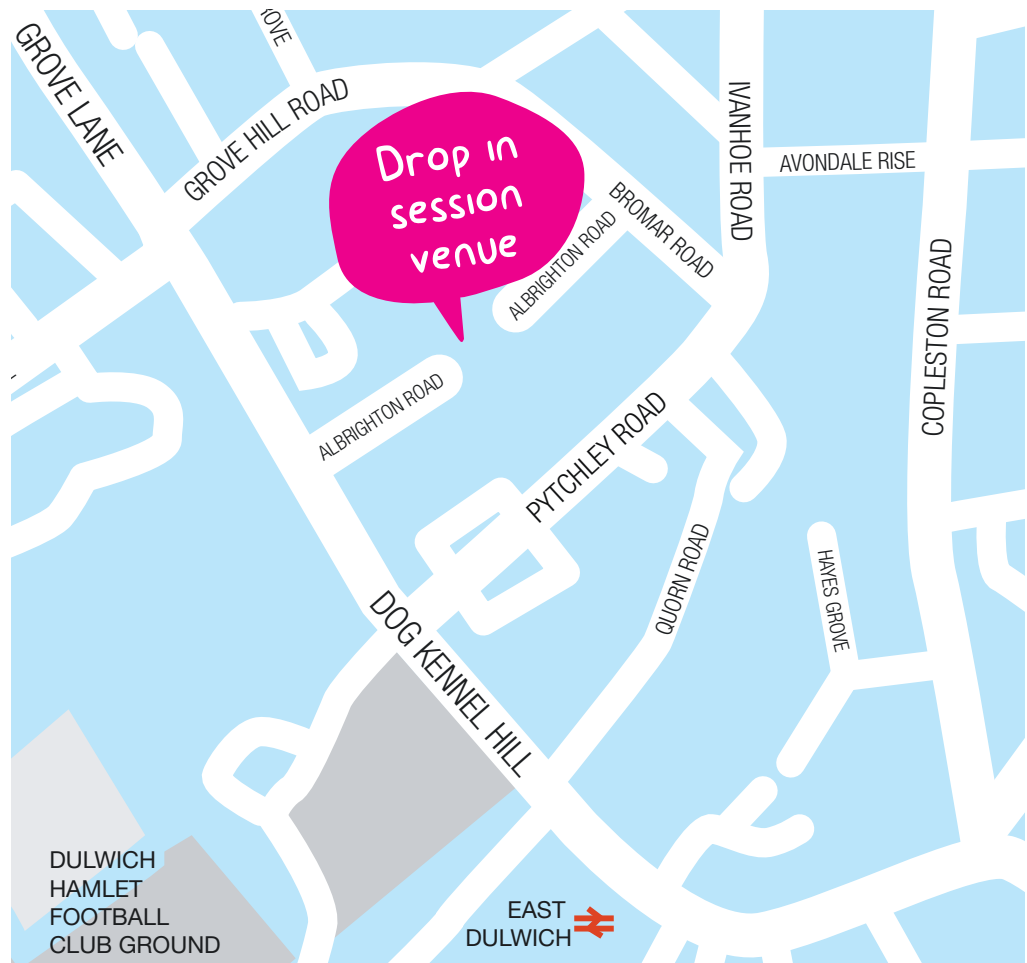 GROVE LANE
GROVE HILL ROAD
Drop in
session
venue
IVANHOE ROAD
AVONDALE RISE
BROMAR ROAD
ALBRIGHTON ROAD
COPLESTON ROAD
ALBRIGHTON ROAD
PYTCHLEY ROAD
QUORN ROAD
HAYES GROVE
DOG KENNEL HILL
DULWICH
HAMLET
FOOTBALL
CLUB GROUND
EAST
DULWICH